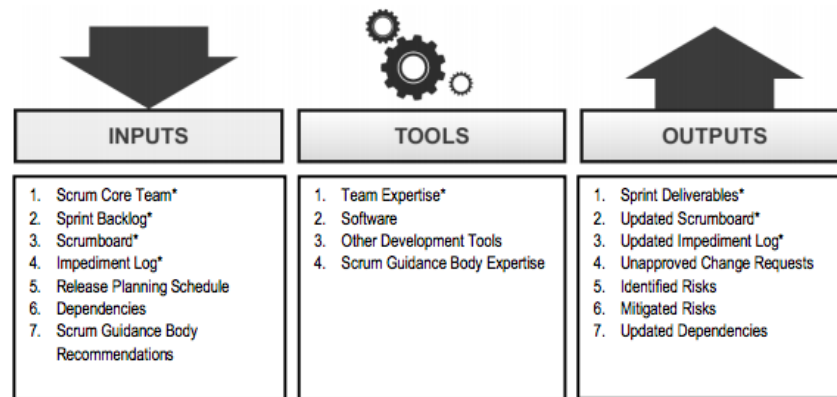 INPUTS
1. Scrum Core Team*
2. Sprint Backlog*
3. Scrumboard*
4. Impediment Log*
5. Release Planning Schedule
6. Dependencies
7. Scrum Guidance Body
Recommendations
TOOLS
1. Team Expertise*
2. Software
3. Other Development Tools
4. Scrum Guidance Body Expertise
OUTPUTS
1. Sprint Deliverables*
2. Updated Scrumboard*
3. Updated Impediment Log*
4. Unapproved Change Requests
5. Identified Risks
6. Mitigated Risks
7. Updated Dependencies